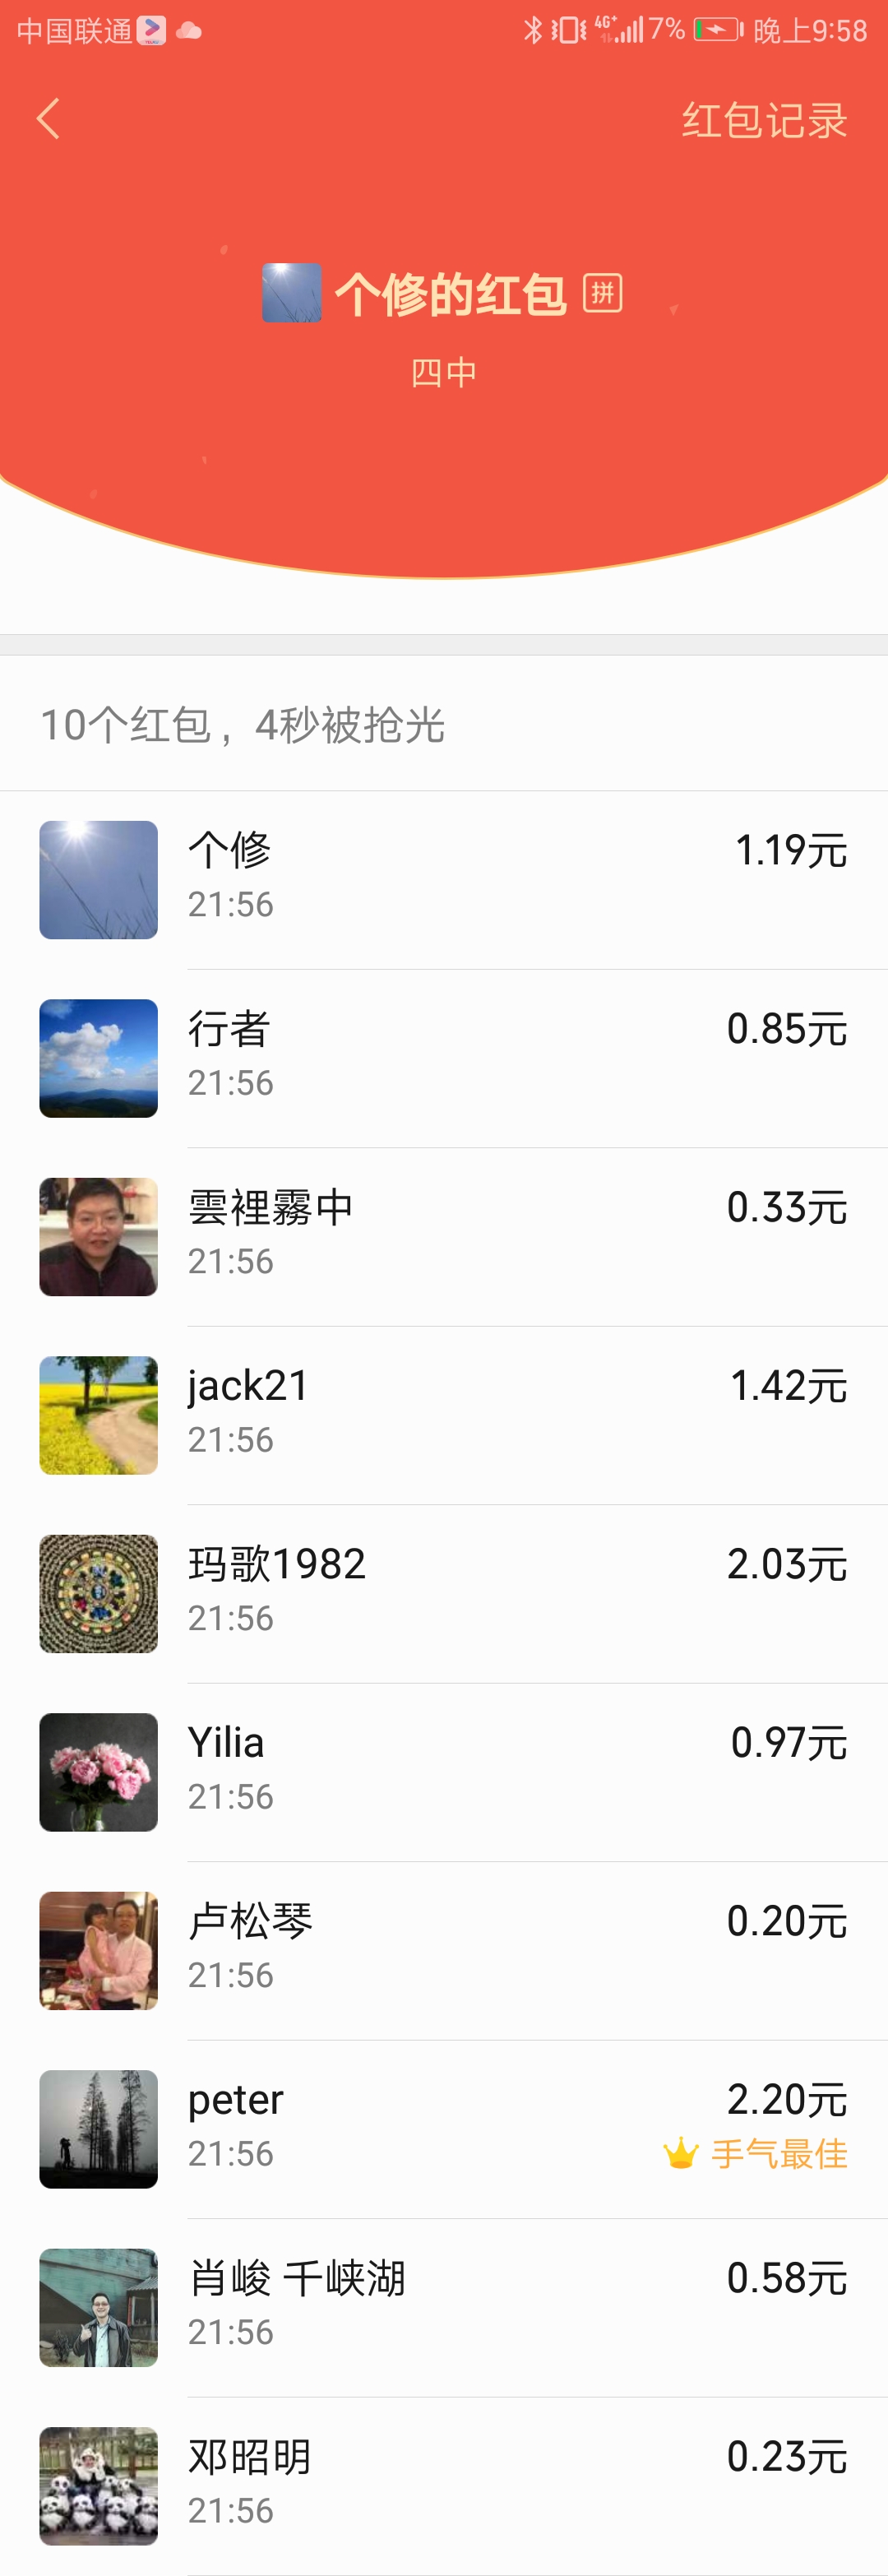 中国联通 4G+ 7% 晚上9:58
红包记录
个修的红包 拼
四中
10个红包，4秒被抢光
个修 1.19元
21:56
行者 0.85元
21:56
雲裡霧中 0.33元
21:56
jack21 1.42元
21:56
玛歌1982 2.03元
21:56
Yilia 0.97元
21:56
卢松琴 0.20元
21:56
peter 2.20元
21:56 手气最佳
肖峻 千峡湖 0.58元
21:56
邓昭明 0.23元
21:56